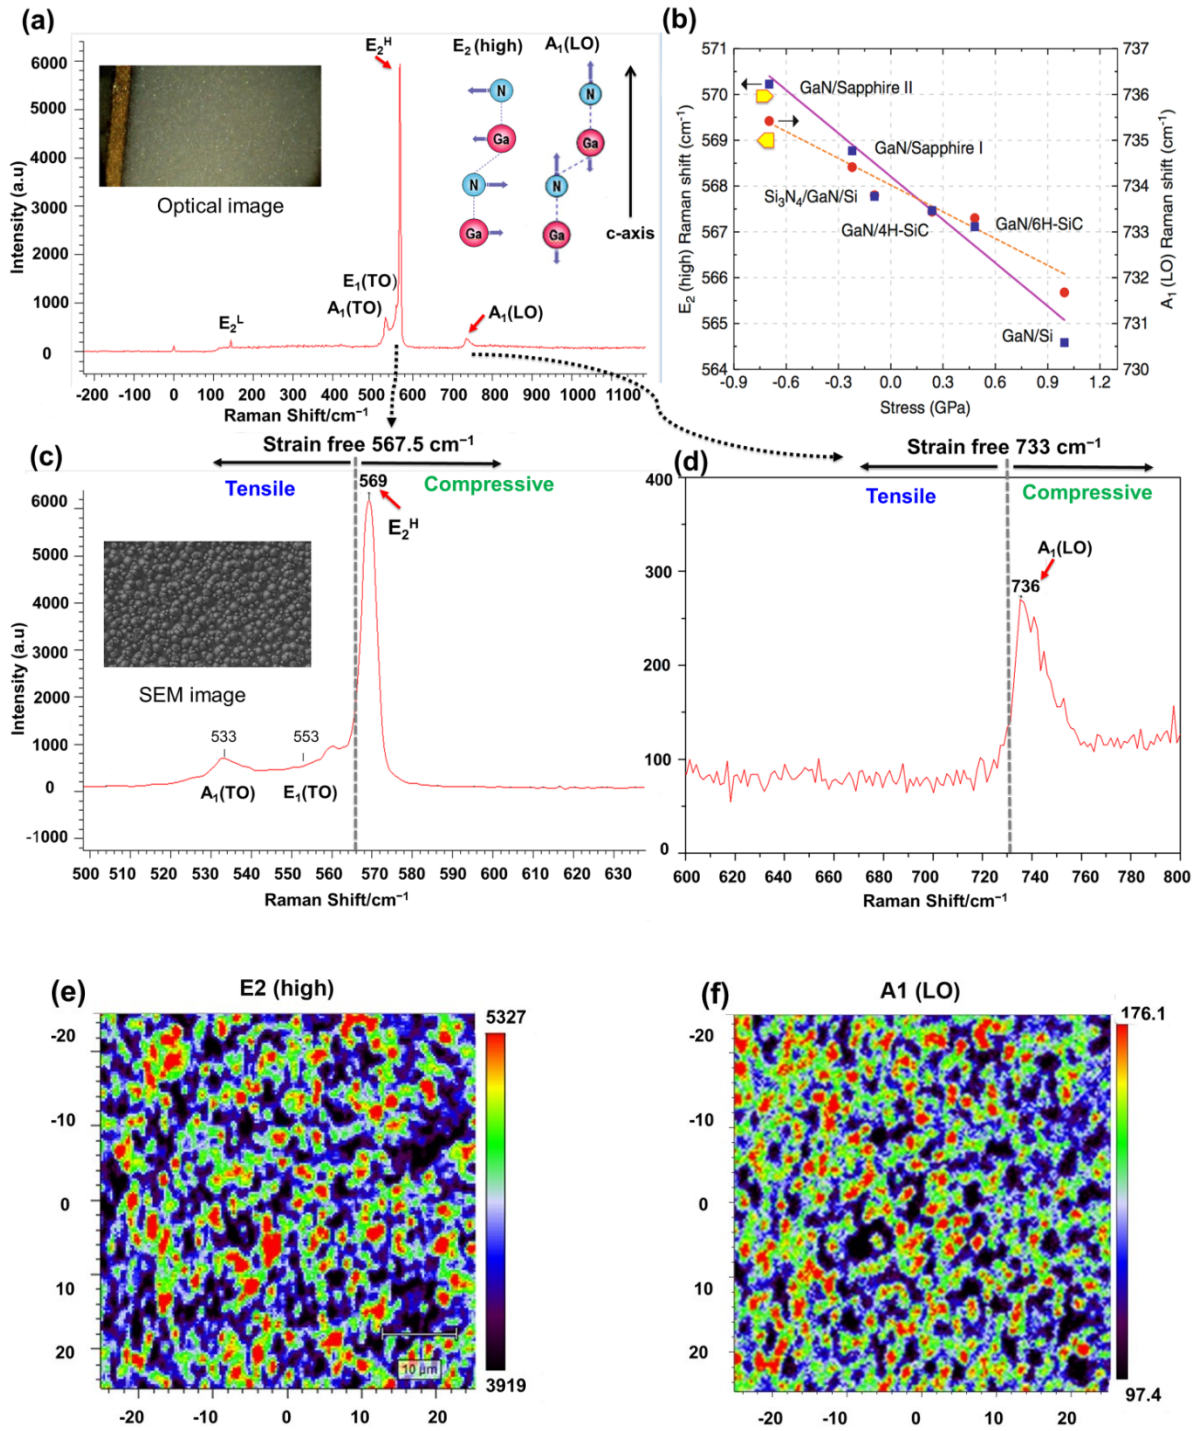 (a)
6000
5000
4000
3000
2000
1000
0
Intensity (a.u)
Optical image
E₂ᴴ
E₂ (high)
A₁(LO)
N
Ga
N
Ga
N
Ga
N
Ga
c-axis
E₂ᴸ
E₁(TO)
A₁(TO)
A₁(LO)
-200 -100 0 100 200 300 400 500 600 700 800 900 1000 1100
Raman Shift/cm⁻¹
(b)
571
570
569
568
567
566
565
564
E₂ (high) Raman shift (cm⁻¹)
GaN/Sapphire II
GaN/Sapphire I
Si₃N₄/GaN/Si
GaN/4H-SiC
GaN/6H-SiC
GaN/Si
737
736
735
734
733
732
731
730
A₁ (LO) Raman shift (cm⁻¹)
-0.9 -0.6 -0.3 0.0 0.3 0.6 0.9 1.2
Stress (GPa)
(c)
Strain free 567.5 cm⁻¹
Tensile
Compressive
569
E₂ᴴ
6000
5000
4000
3000
2000
1000
0
-1000
Intensity (a.u)
SEM image
533
553
A₁(TO)
E₁(TO)
500 510 520 530 540 550 560 570 580 590 600 610 620 630
Raman Shift/cm⁻¹
(d)
Strain free 733 cm⁻¹
Tensile
Compressive
400
300
200
100
0
A₁(LO)
736
600 620 640 660 680 700 720 740 760 780 800
Raman Shift/cm⁻¹
(e)
E2 (high)
-20
-10
0
10
20
5327
3919
10 µm
-20 -10 0 10 20
(f)
A1 (LO)
-20
-10
0
10
20
176.1
97.4
-20 -10 0 10 20